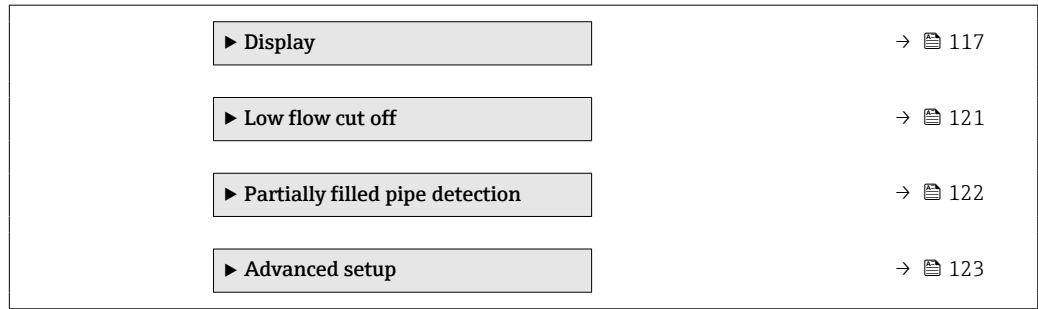 ▶ Display → 🖹 117
▶ Low flow cut off → 🖹 121
▶ Partially filled pipe detection → 🖹 122
▶ Advanced setup → 🖹 123